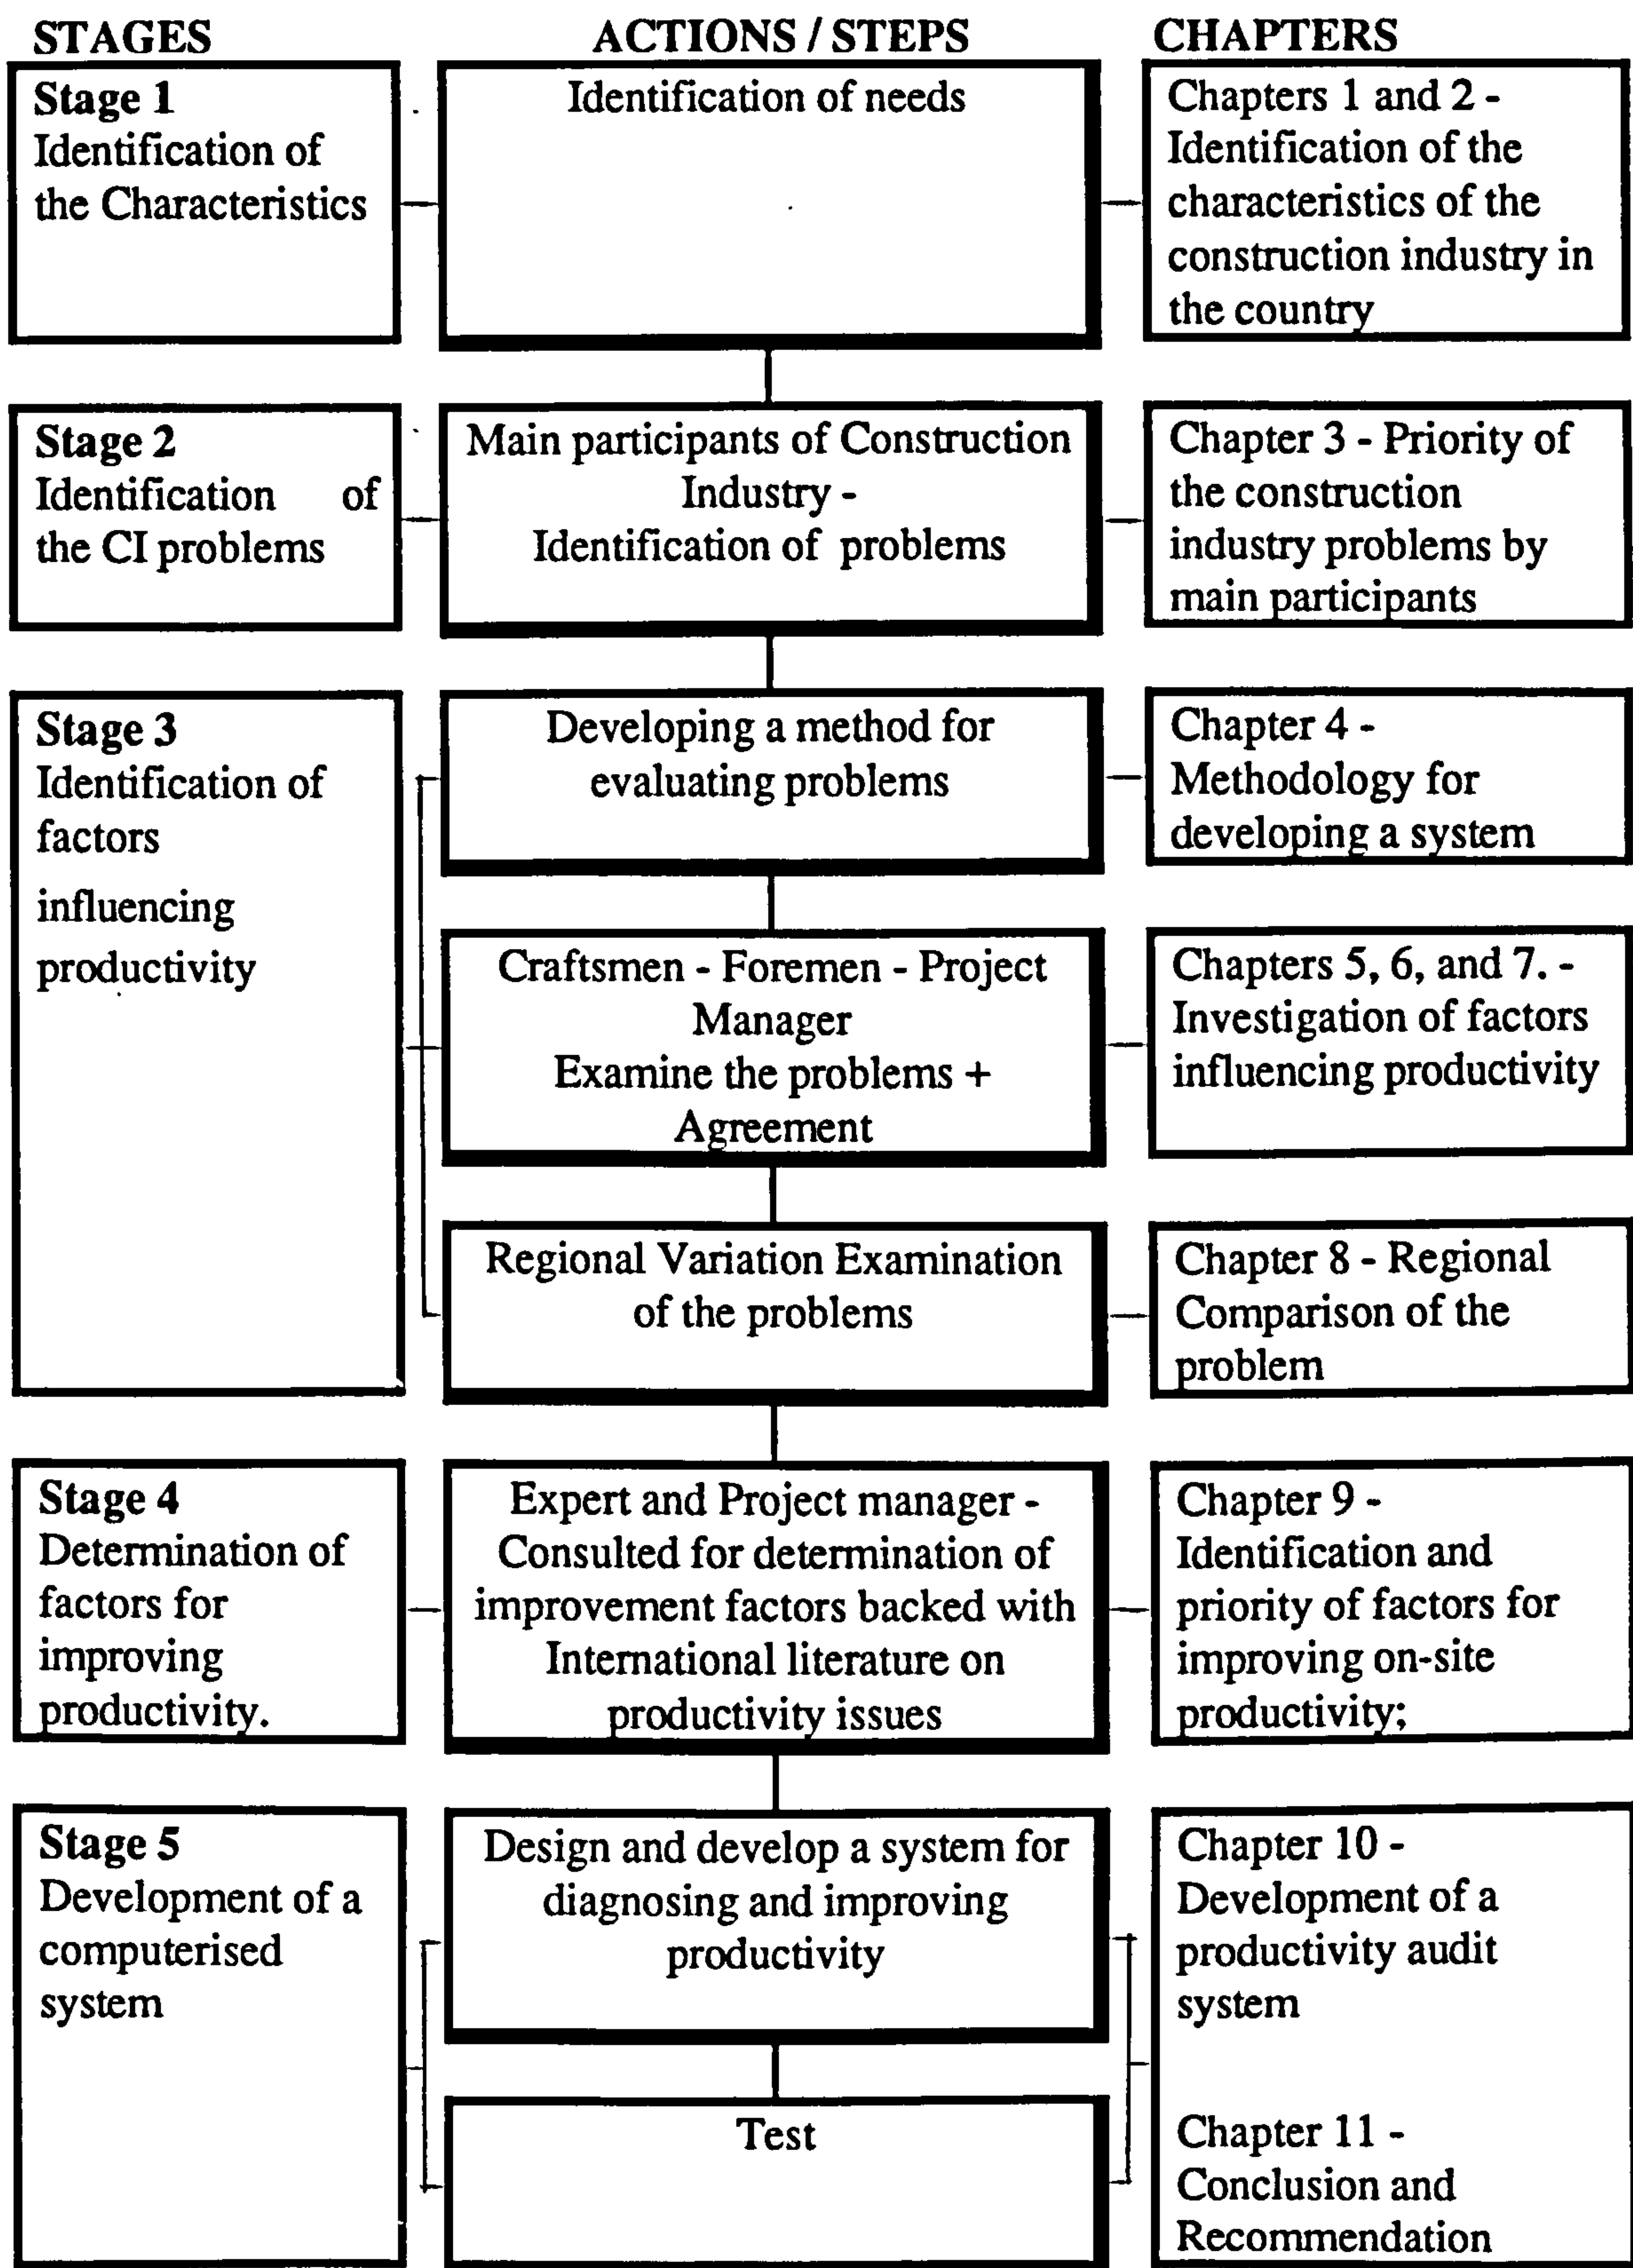 STAGES
ACTIONS / STEPS
CHAPTERS
Stage 1
Identification of
the Characteristics
Identification of needs
Chapters 1 and 2 -
Identification of the
characteristics of the
construction industry in
the country
Stage 2
Identification of
the CI problems
Main participants of Construction
Industry -
Identification of problems
Chapter 3 - Priority of
the construction
industry problems by
main participants
Stage 3
Identification of
factors
influencing
productivity
Developing a method for
evaluating problems
Chapter 4 -
Methodology for
developing a system
Craftsmen - Foremen - Project
Manager
Examine the problems +
Agreement
Chapters 5, 6, and 7. -
Investigation of factors
influencing productivity
Regional Variation Examination
of the problems
Chapter 8 - Regional
Comparison of the
problem
Stage 4
Determination of
factors for
improving
productivity.
Expert and Project manager -
Consulted for determination of
improvement factors backed with
International literature on
productivity issues
Chapter 9 -
Identification and
priority of factors for
improving on-site
productivity;
Stage 5
Development of a
computerised
system
Design and develop a system for
diagnosing and improving
productivity
Test
Chapter 10 -
Development of a
productivity audit
system
Chapter 11 -
Conclusion and
Recommendation